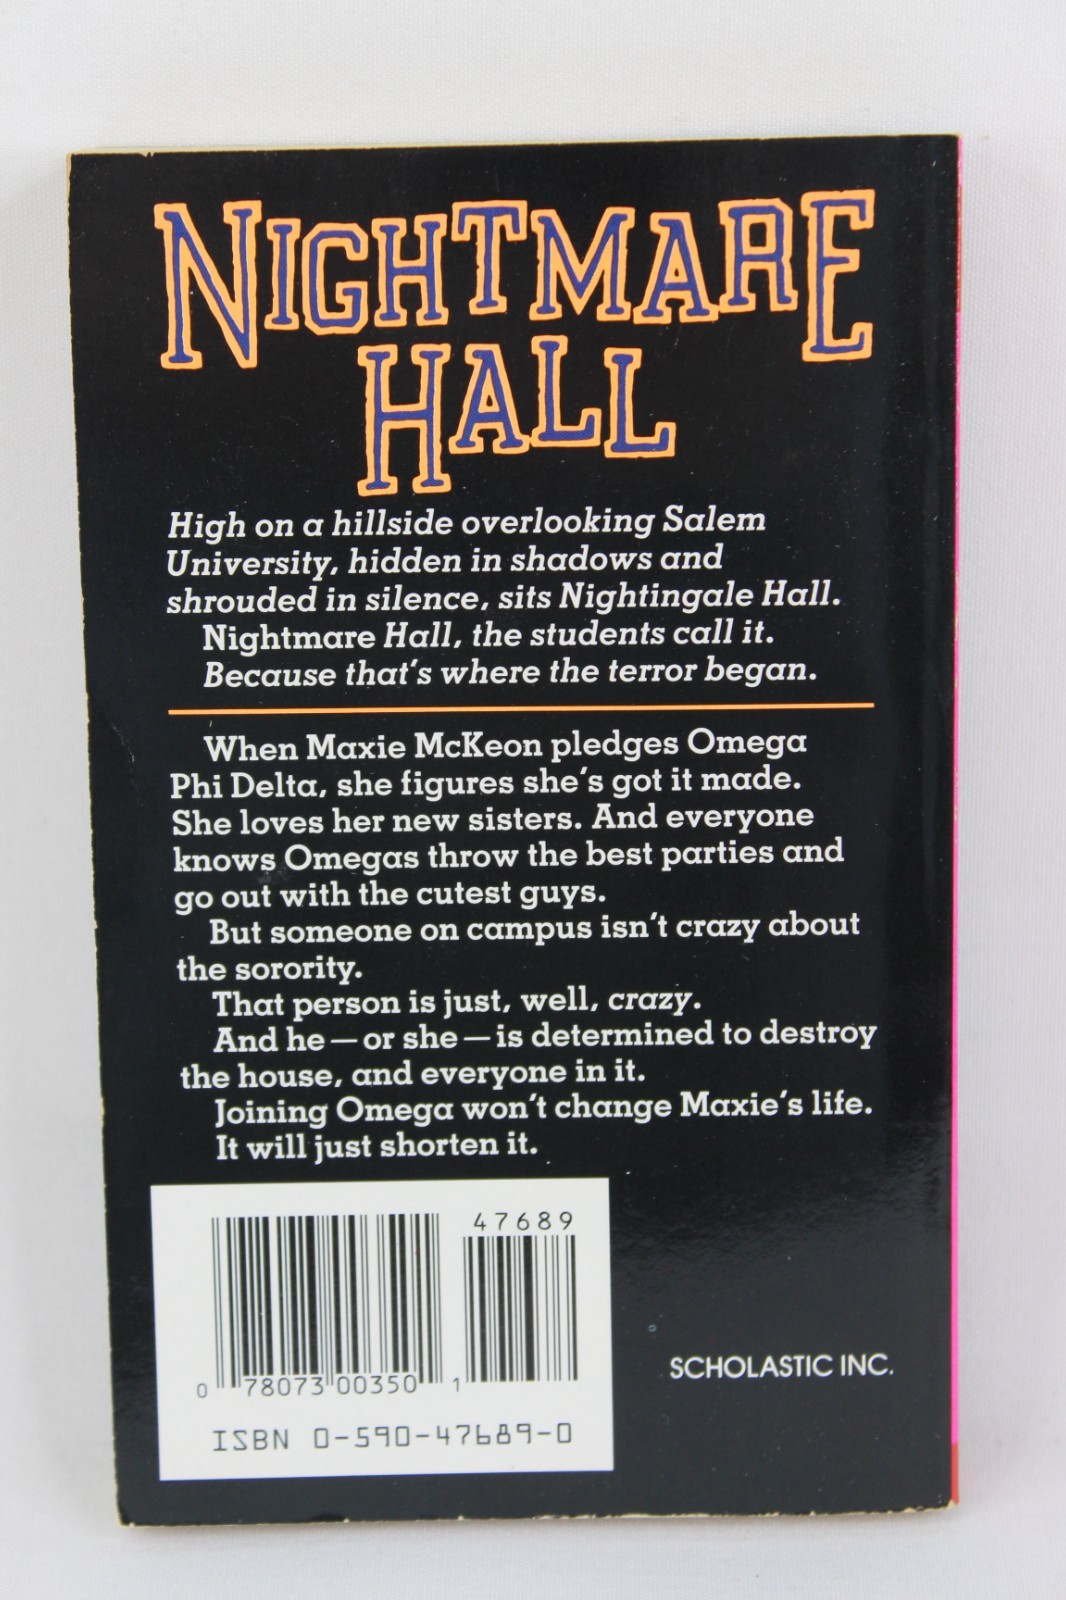 NIGHTMARE
HALL
High on a hillside overlooking Salem
University, hidden in shadows and
shrouded in silence, sits Nightingale Hall.
Nightmare Hall, the students call it.
Because that's where the terror began.
When Maxie McKeon pledges Omega
Phi Delta, she figures she's got it made.
She loves her new sisters. And everyone
knows Omegas throw the best parties and
go out with the cutest guys.
But someone on campus isn't crazy about
the sorority.
That person is just, well, crazy.
And he — or she — is determined to destroy
the house, and everyone in it.
Joining Omega won't change Maxie's life.
It will just shorten it.
47689
0 78073 00350 1
ISBN 0-590-47689-0
SCHOLASTIC INC.